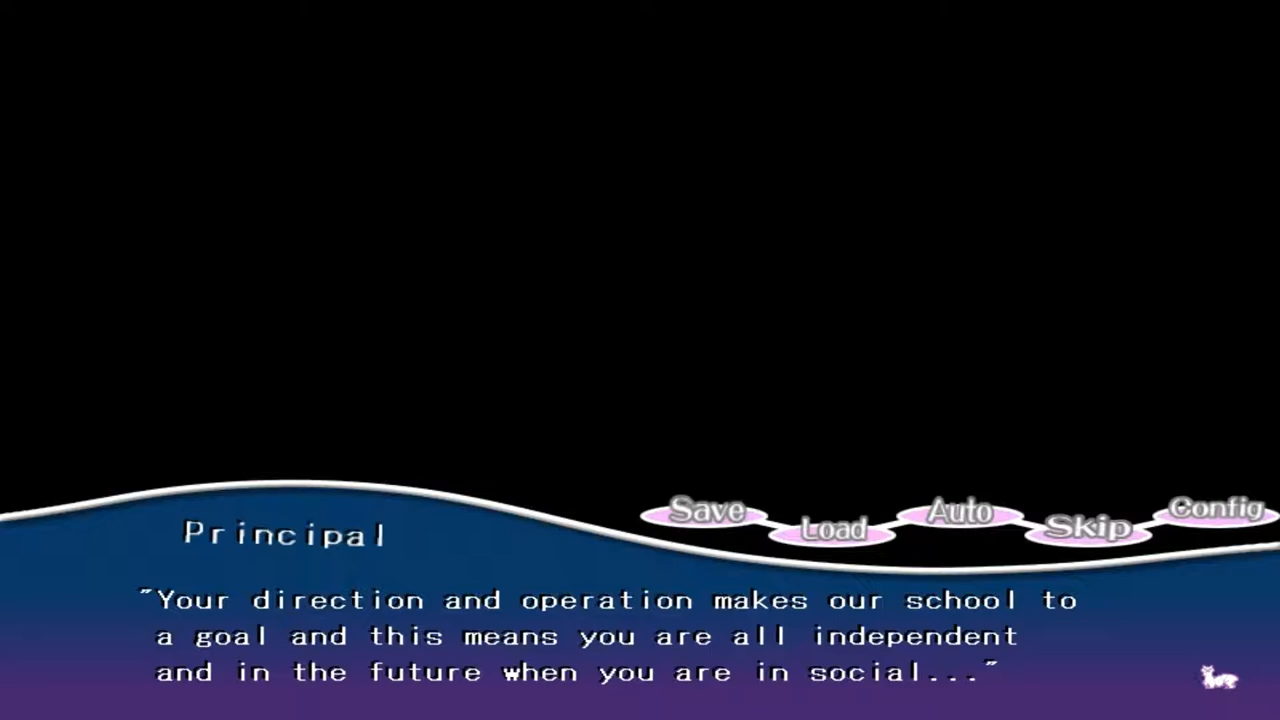 Save
Load
Auto
Skip
Config
Principal
"Your direction and operation makes our school to
a goal and this means you are all independent
and in the future when you are in social..."